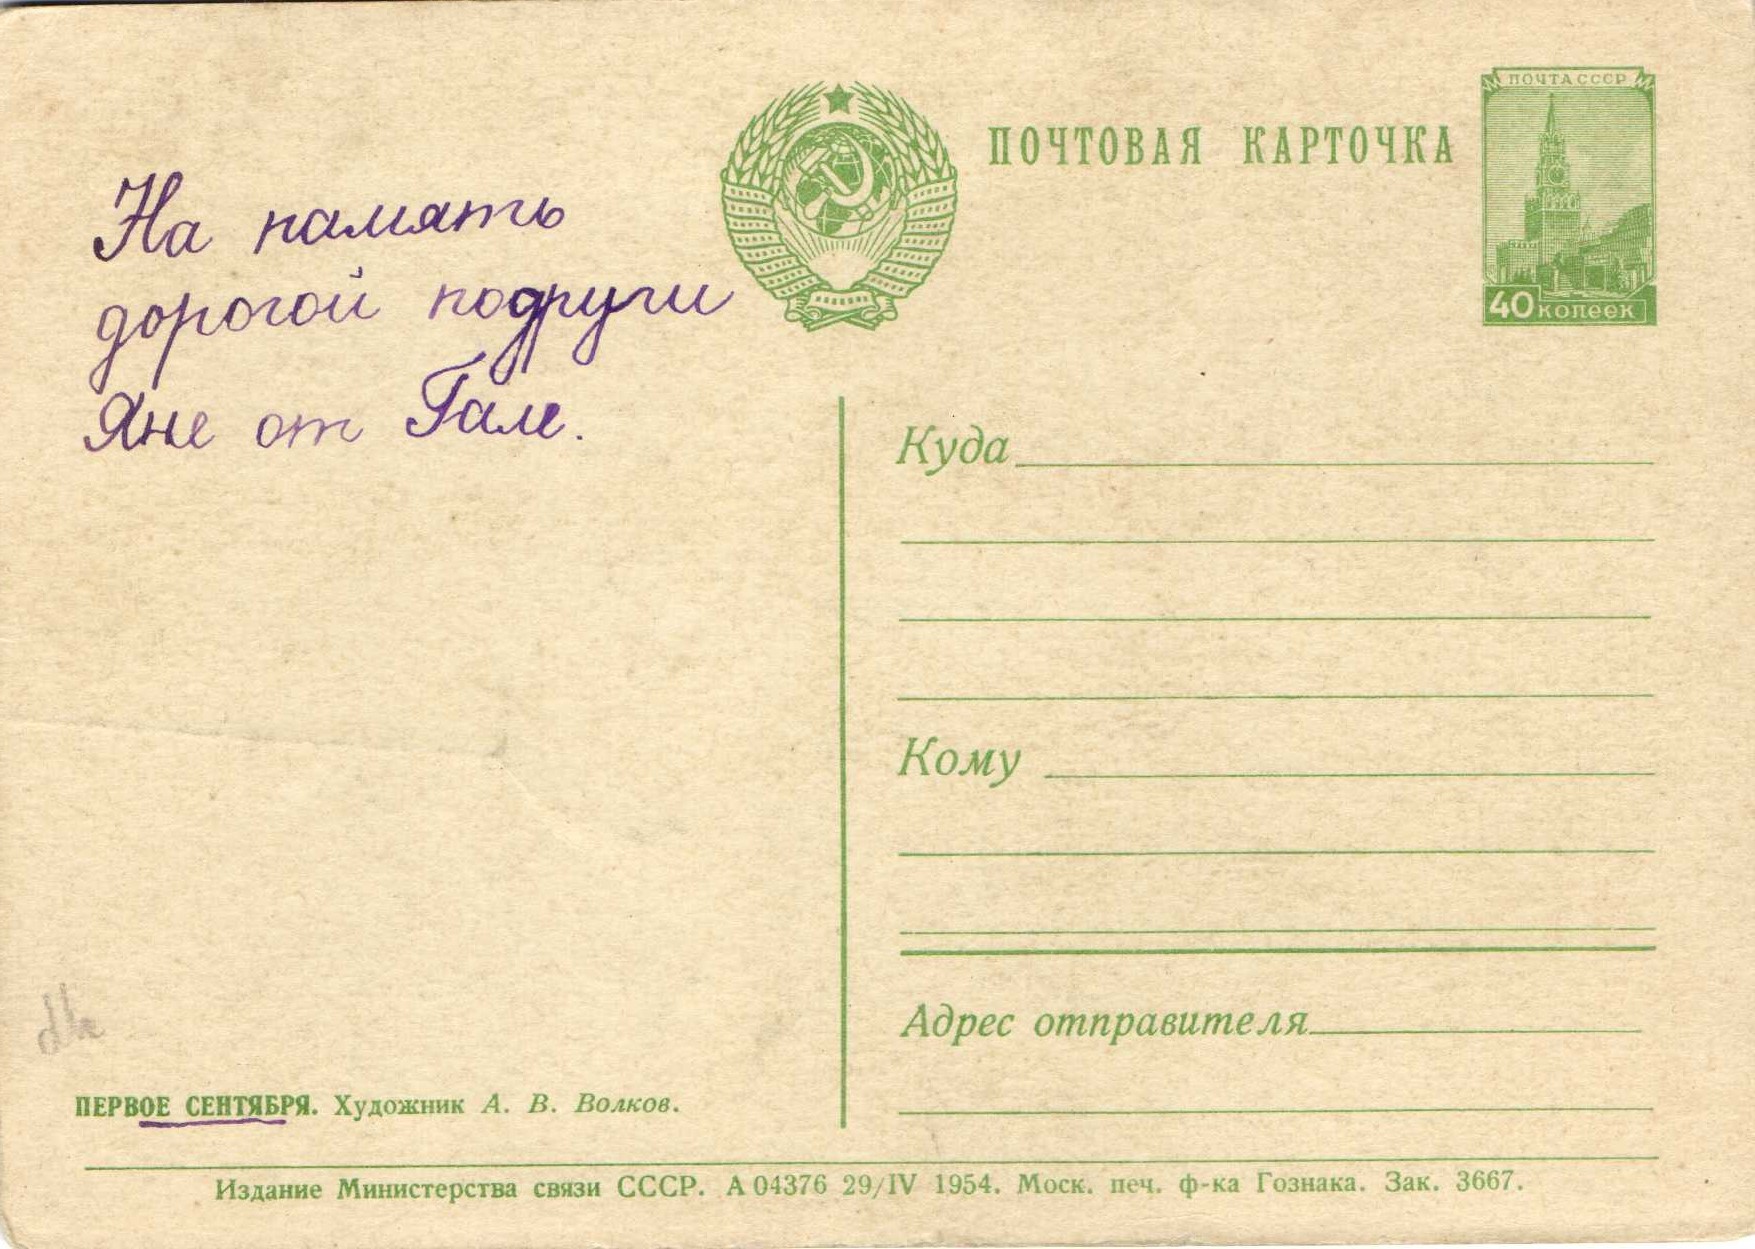 ПОЧТА СССР
ПОЧТОВАЯ КАРТОЧКА
40 КОПЕЕК
На память
дорогой подруги
Яне от Гале.
Куда
Кому
Адрес отправителя
ПЕРВОЕ СЕНТЯБРЯ. Художник А. В. Волков.
Издание Министерства связи СССР. А 04376 29/IV 1954. Моск. печ. ф-ка Гознака. Зак. 3667.